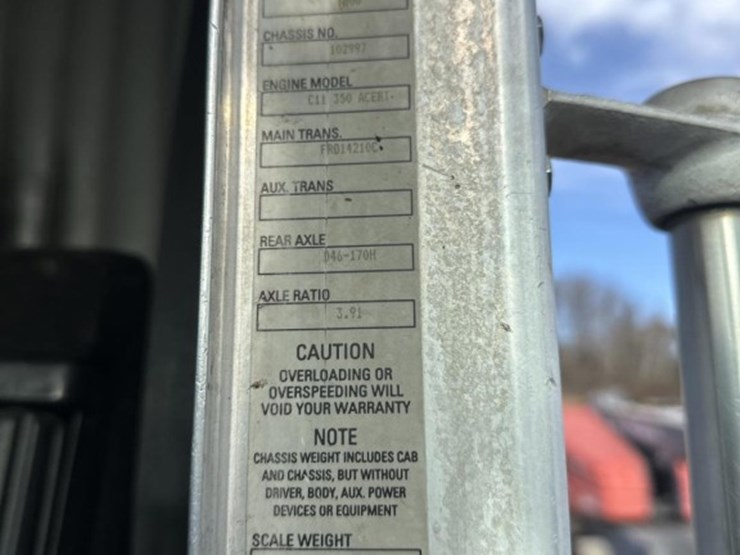 CHASSIS NO.
102997
ENGINE MODEL
C11 350 ACERT-
MAIN TRANS.
FRO14210C
AUX. TRANS
REAR AXLE
D46-170H
AXLE RATIO
3.91
CAUTION
OVERLOADING OR
OVERSPEEDING WILL
VOID YOUR WARRANTY
NOTE
CHASSIS WEIGHT INCLUDES CAB
AND CHASSIS, BUT WITHOUT
DRIVER, BODY, AUX. POWER
DEVICES OR EQUIPMENT
SCALE WEIGHT